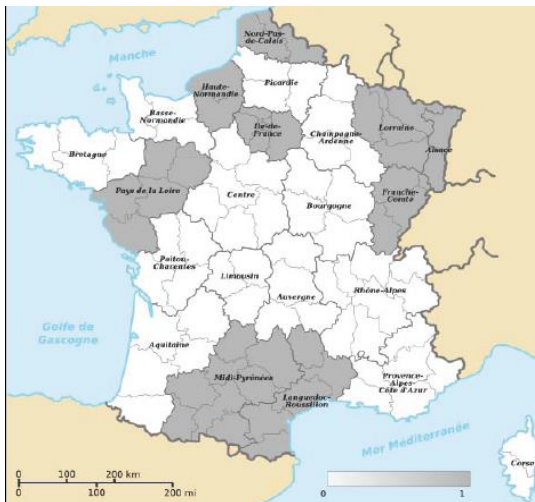 Nord-Pas-
de-Calais
Manche
Haute-
Normandie
Picardie
Basse-
Normandie
Île-de-
France
Champagne-
Ardenne
Lorraine
Alsace
Bretagne
Pays de la Loire
Centre
Bourgogne
Franche-
Comté
Poitou-
Charentes
Limousin
Auvergne
Rhône-Alpes
Golfe de
Gascogne
Aquitaine
Midi-Pyrénées
Languedoc-
Roussillon
Provence-
Alpes-
Côte d'Azur
Mer Méditerranée
Corse
0 100 200 km
0 100 200 mi
0 1